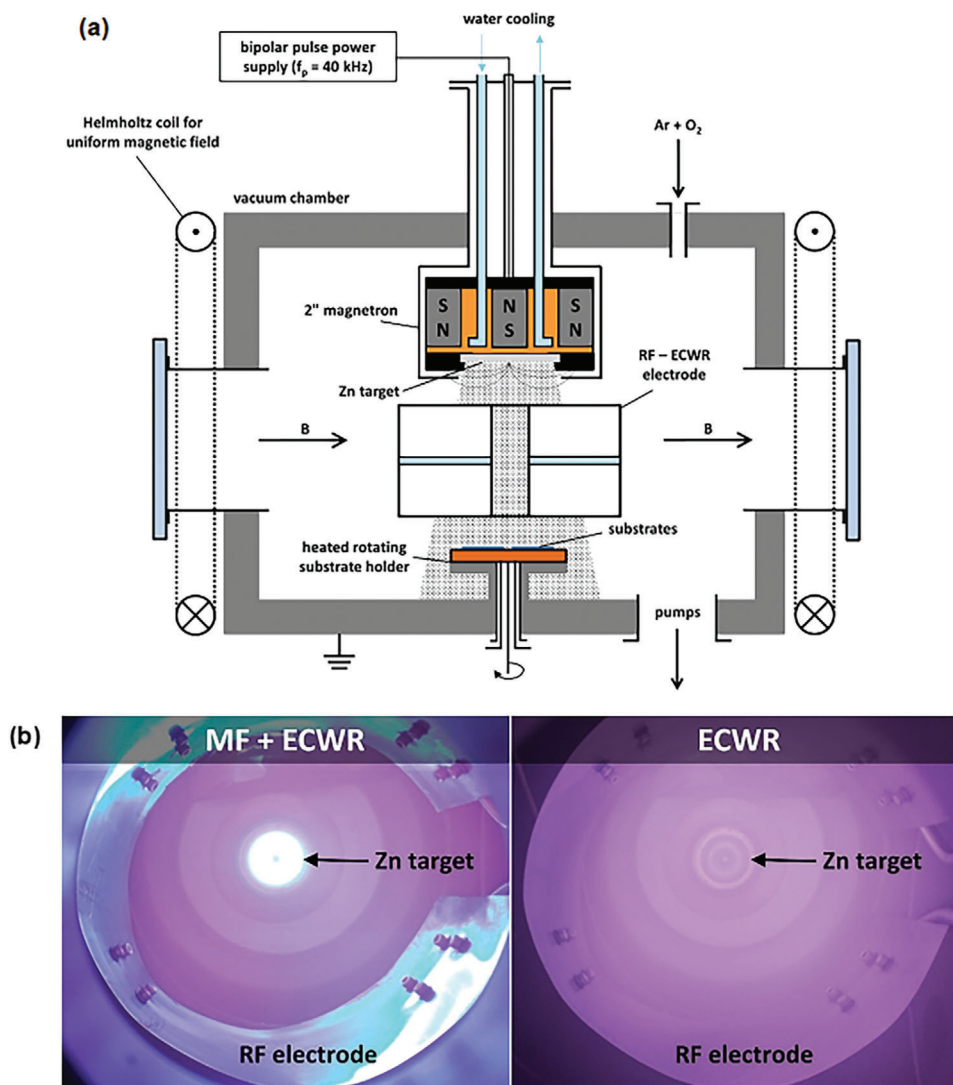 (a)
water cooling
bipolar pulse power
supply (fp = 40 kHz)
Helmholtz coil for
uniform magnetic field
Ar + O2
vacuum chamber
S N S
N S N
2" magnetron
RF – ECWR
electrode
Zn target
B
B
substrates
heated rotating
substrate holder
pumps
(b)
MF + ECWR
ECWR
Zn target
Zn target
RF electrode
RF electrode